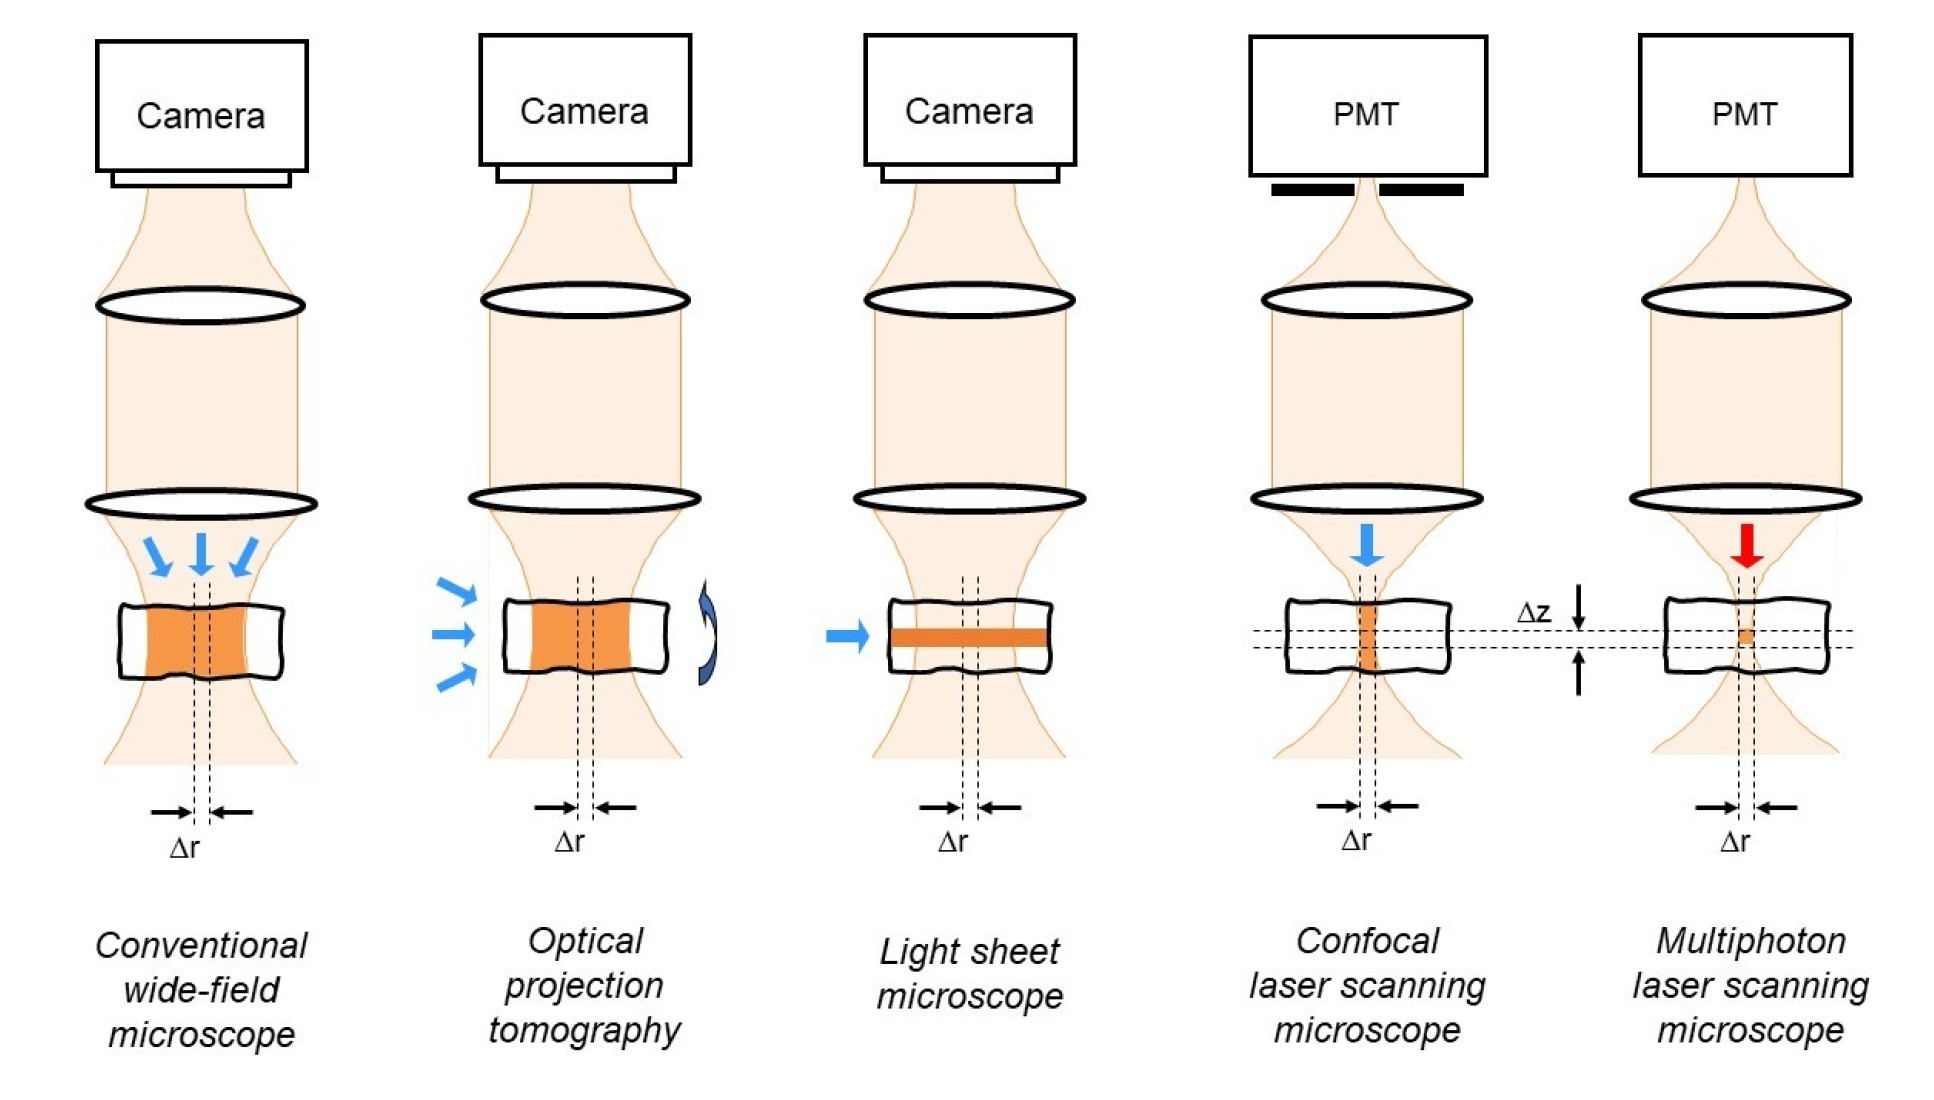 Camera
Camera
Camera
PMT
PMT
Δz
Δr
Δr
Δr
Δr
Δr
Conventional
wide-field
microscope
Optical
projection
tomography
Light sheet
microscope
Confocal
laser scanning
microscope
Multiphoton
laser scanning
microscope